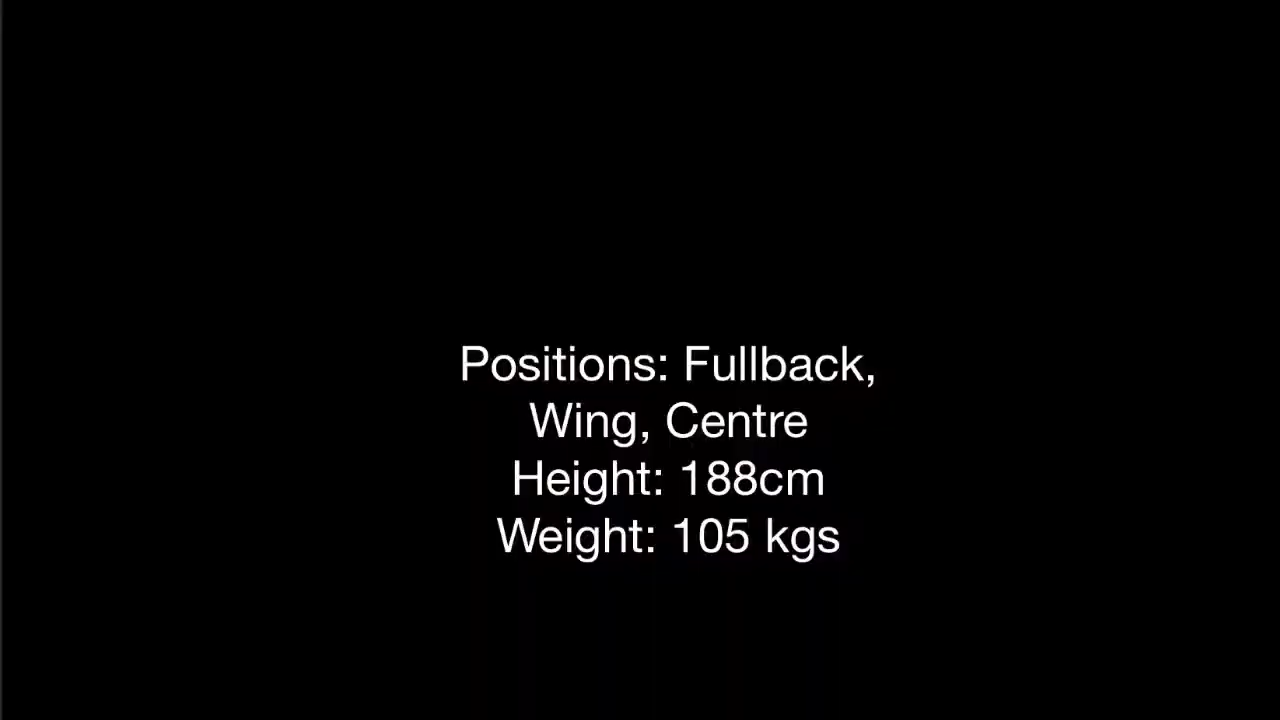 Positions: Fullback,
Wing, Centre
Height: 188cm
Weight: 105 kgs